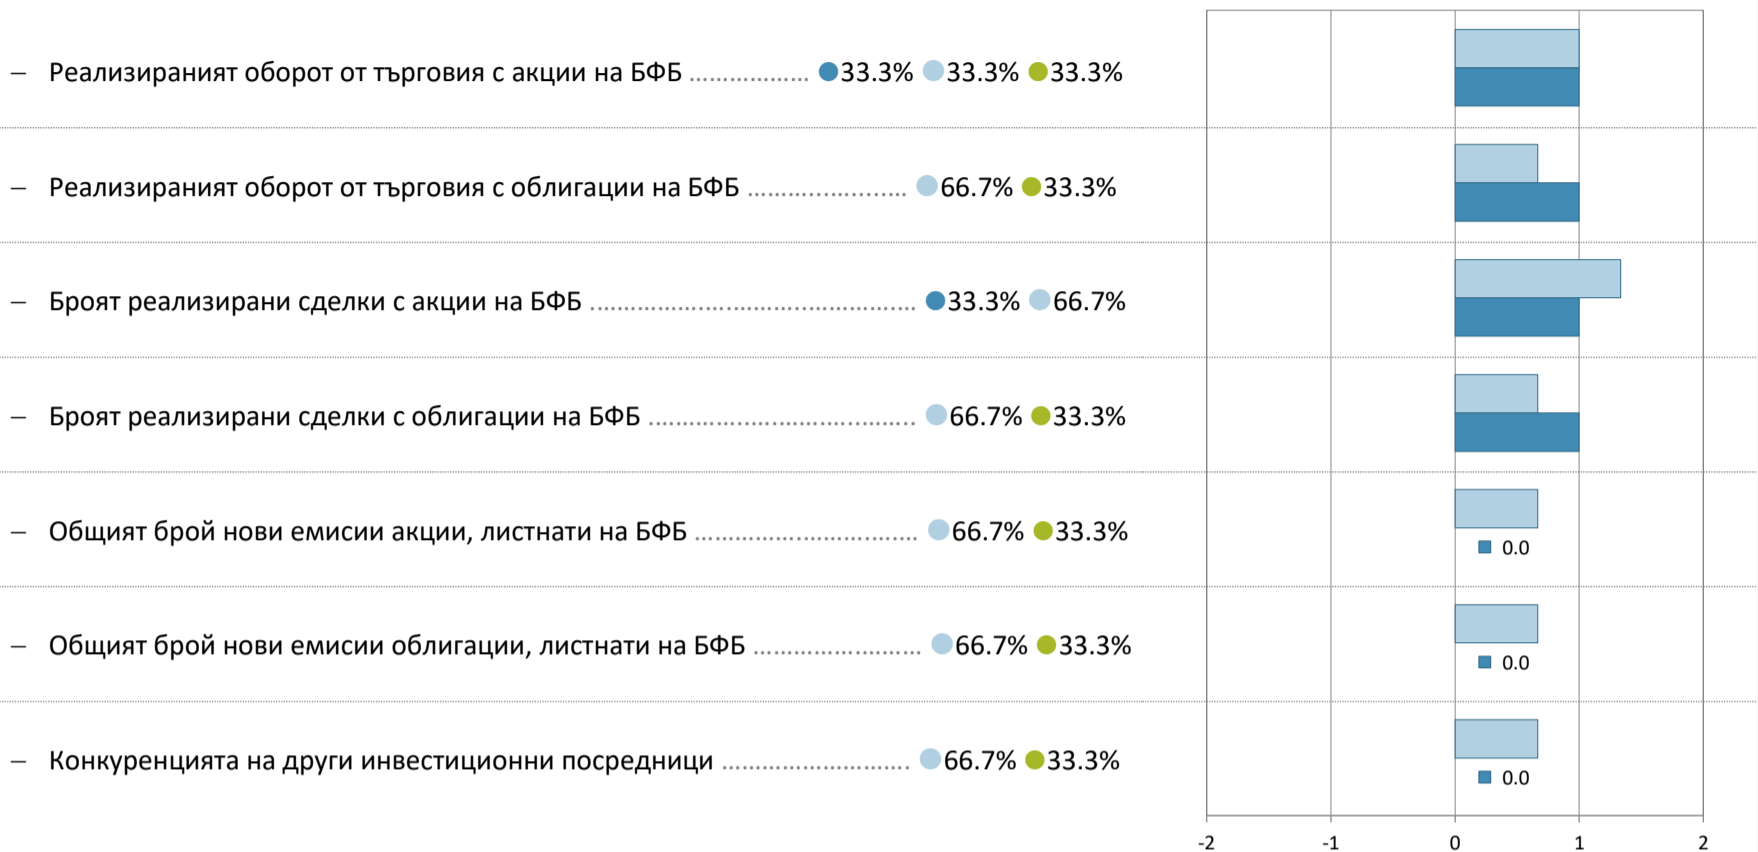 – Реализираният оборот от търговия с акции на БФБ .................. 33.3% 33.3% 33.3%
– Реализираният оборот от търговия с облигации на БФБ ........................ 66.7% 33.3%
– Броят реализирани сделки с акции на БФБ ................................................. 33.3% 66.7%
– Броят реализирани сделки с облигации на БФБ ........................................ 66.7% 33.3%
– Общият брой нови емисии акции, листнати на БФБ .................................. 66.7% 33.3%
0.0
– Общият брой нови емисии облигации, листнати на БФБ ......................... 66.7% 33.3%
0.0
– Конкуренцията на други инвестиционни посредници ............................ 66.7% 33.3%
0.0
-2 -1 0 1 2